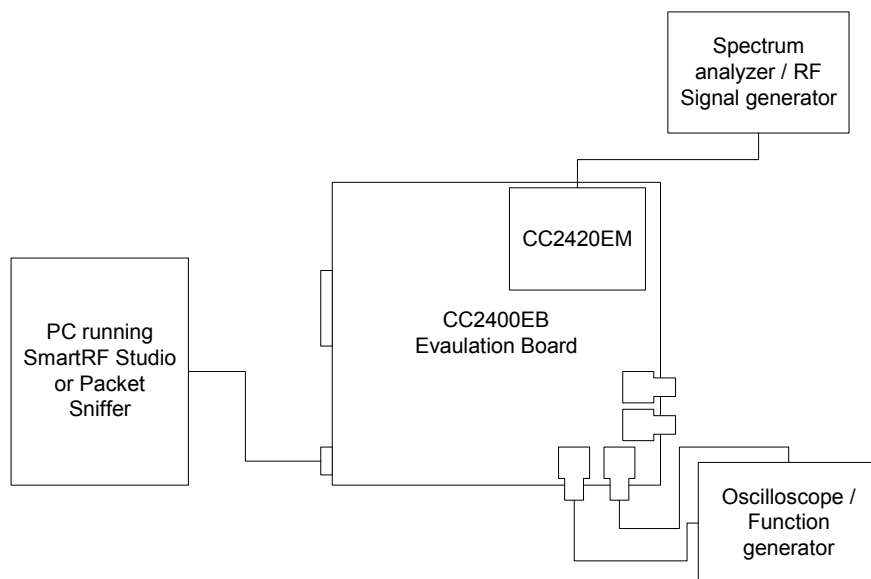 Spectrum
analyzer / RF
Signal generator
CC2420EM
CC2400EB
Evaulation Board
PC running
SmartRF Studio
or Packet
Sniffer
Oscilloscope /
Function
generator